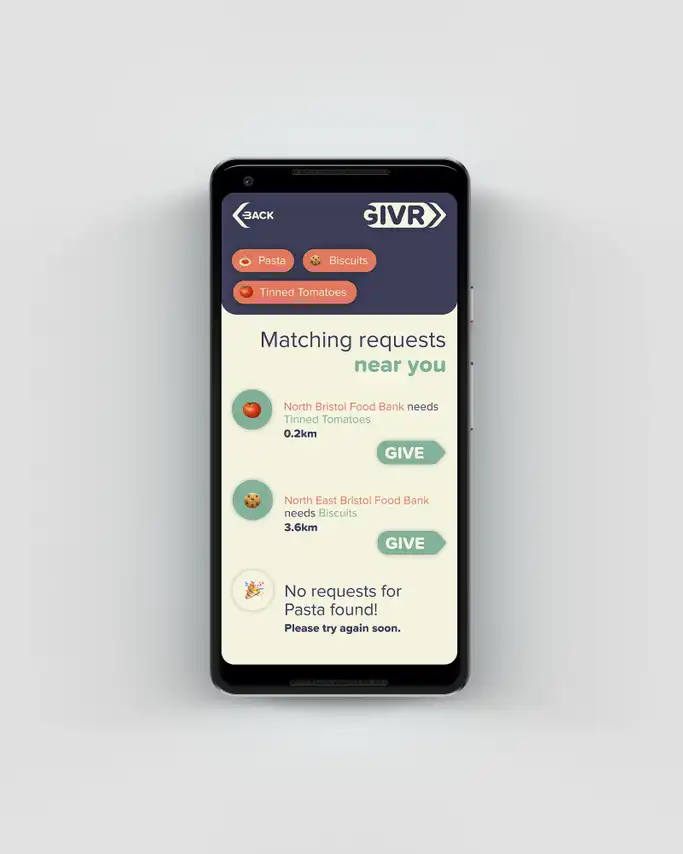 BACK
GIVR
Pasta
Biscuits
Tinned Tomatoes
Matching requests
near you
North Bristol Food Bank needs
Tinned Tomatoes
0.2km
GIVE
North East Bristol Food Bank
needs Biscuits
3.6km
GIVE
No requests for
Pasta found!
Please try again soon.